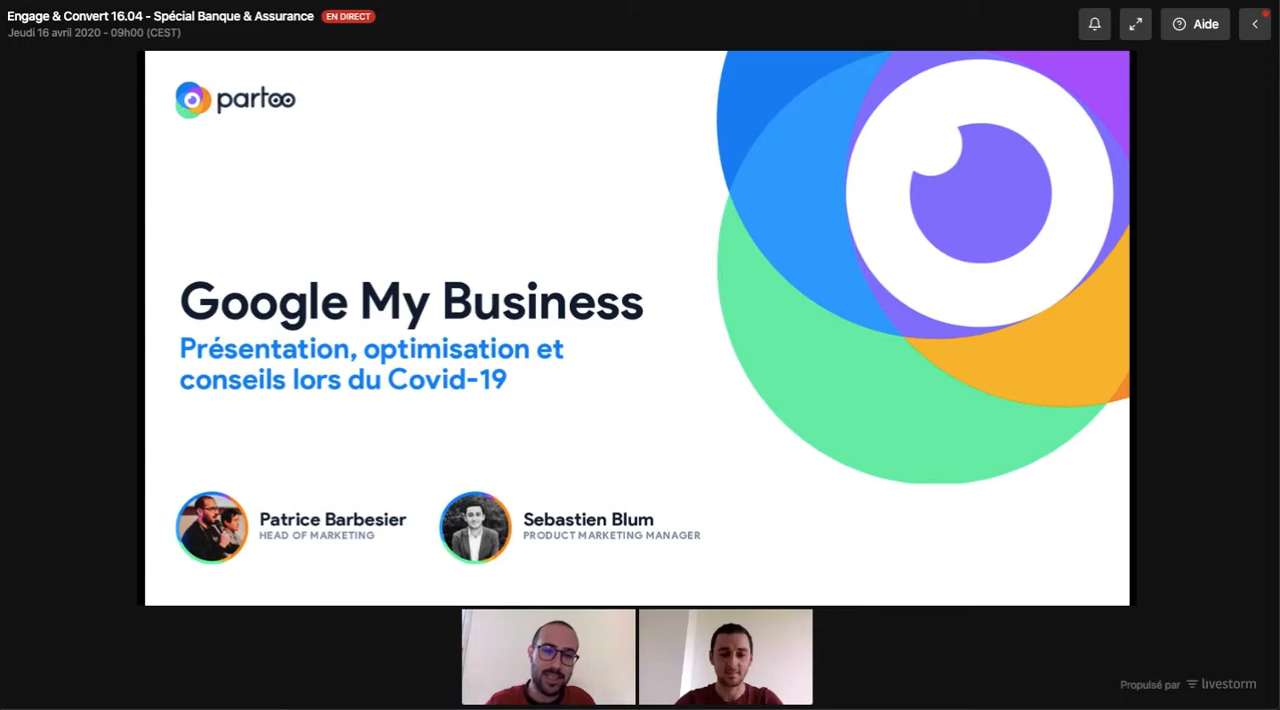 Engage & Convert 16.04 - Spécial Banque & Assurance EN DIRECT
Jeudi 16 avril 2020 - 09h00 (CEST)
Aide
partoo
Google My Business
Présentation, optimisation et
conseils lors du Covid-19
Patrice Barbesier
HEAD OF MARKETING
Sebastien Blum
PRODUCT MARKETING MANAGER
Propulsé par livestorm